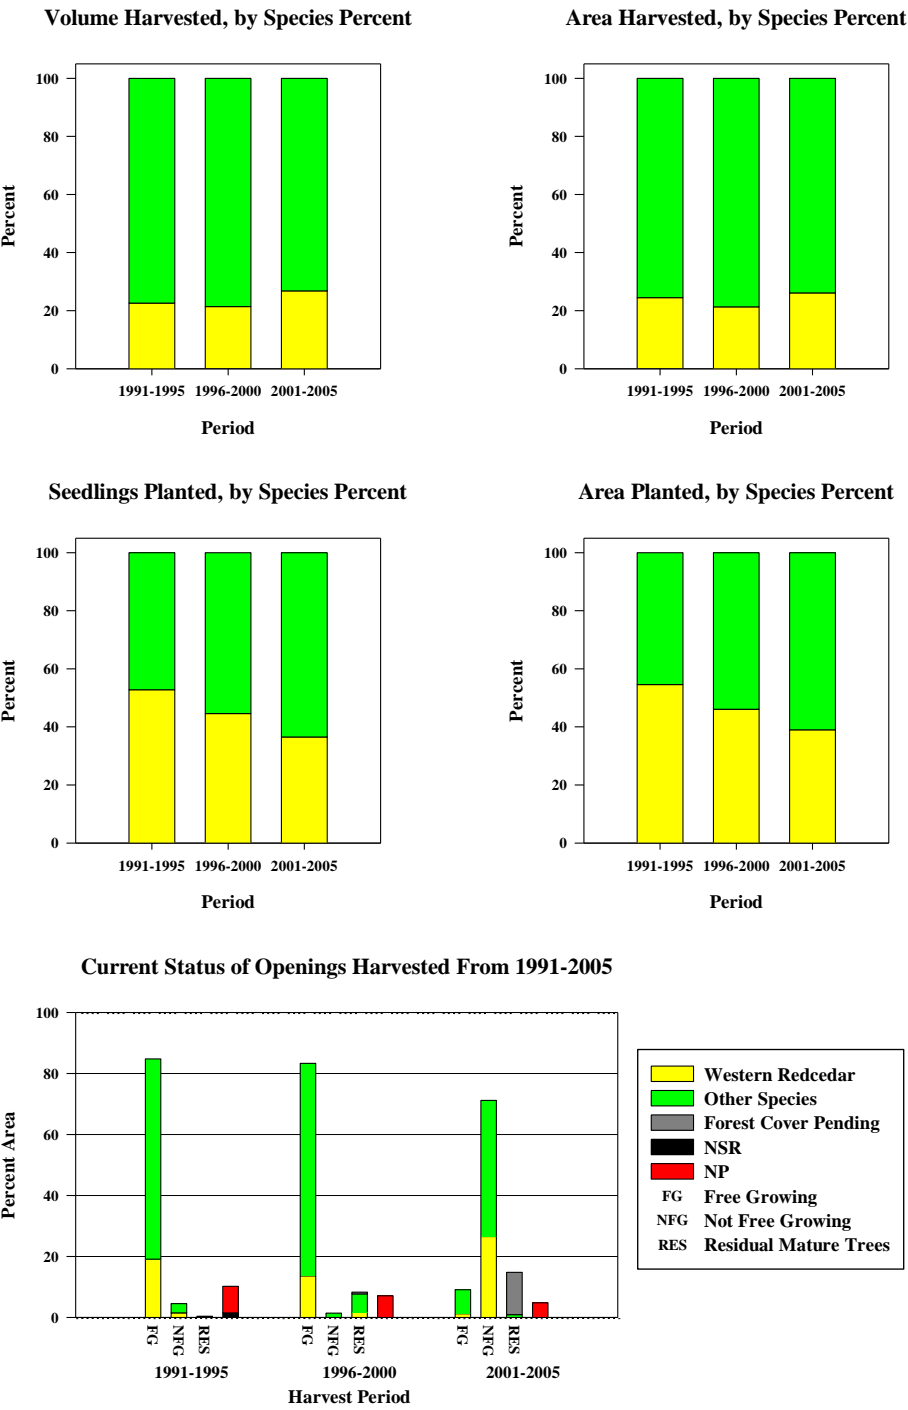 Volume Harvested, by Species Percent
Percent
100
80
60
40
20
0
1991-1995 1996-2000 2001-2005
Period
Area Harvested, by Species Percent
Percent
100
80
60
40
20
0
1991-1995 1996-2000 2001-2005
Period
Seedlings Planted, by Species Percent
Percent
100
80
60
40
20
0
1991-1995 1996-2000 2001-2005
Period
Area Planted, by Species Percent
Percent
100
80
60
40
20
0
1991-1995 1996-2000 2001-2005
Period
Current Status of Openings Harvested From 1991-2005
Percent Area
100
80
60
40
20
0
FG NFG RES FG NFG RES FG NFG RES
1991-1995 1996-2000 2001-2005
Harvest Period
Western Redcedar
Other Species
Forest Cover Pending
NSR
NP
FG Free Growing
NFG Not Free Growing
RES Residual Mature Trees